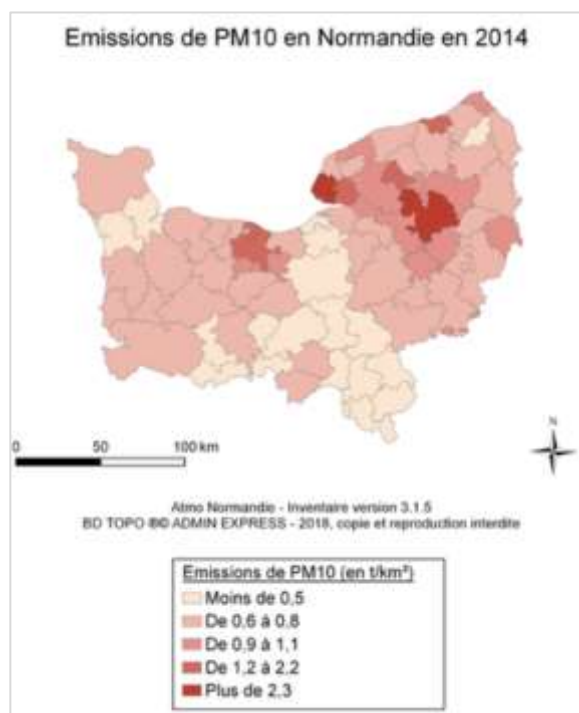 Emissions de PM10 en Normandie en 2014
N
0 50 100 km
Atmo Normandie - Inventaire version 3.1.5
BD TOPO ®© ADMIN EXPRESS - 2018, copie et reproduction interdite
Emissions de PM10 (en t/km²)
Moins de 0,5
De 0,6 à 0,8
De 0,9 à 1,1
De 1,2 à 2,2
Plus de 2,3